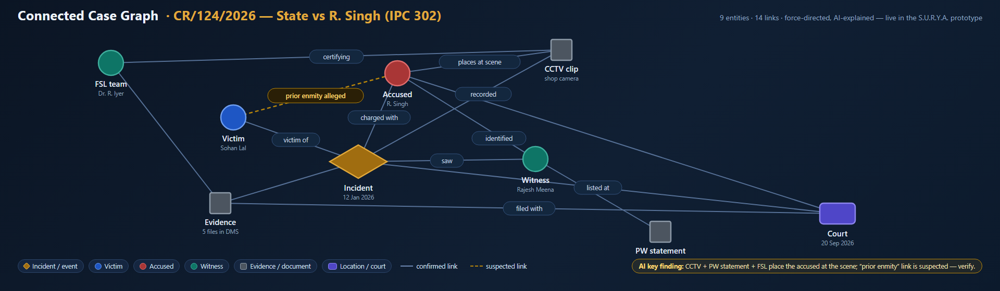 Connected Case Graph · CR/124/2026 — State vs R. Singh (IPC 302)
9 entities · 14 links · force-directed, AI-explained — live in the S.U.R.Y.A. prototype
certifying
places at scene
CCTV clip
shop camera
FSL team
Dr. R. Iyer
prior enmity alleged
Accused
R. Singh
recorded
charged with
Victim
Sohan Lal
victim of
identified
saw
Incident
12 Jan 2026
Witness
Rajesh Meena
listed at
filed with
Evidence
5 files in DMS
Court
20 Sep 2026
PW statement
Incident / event
Victim
Accused
Witness
Evidence / document
Location / court
confirmed link
suspected link
AI key finding: CCTV + PW statement + FSL place the accused at the scene; "prior enmity" link is suspected — verify.